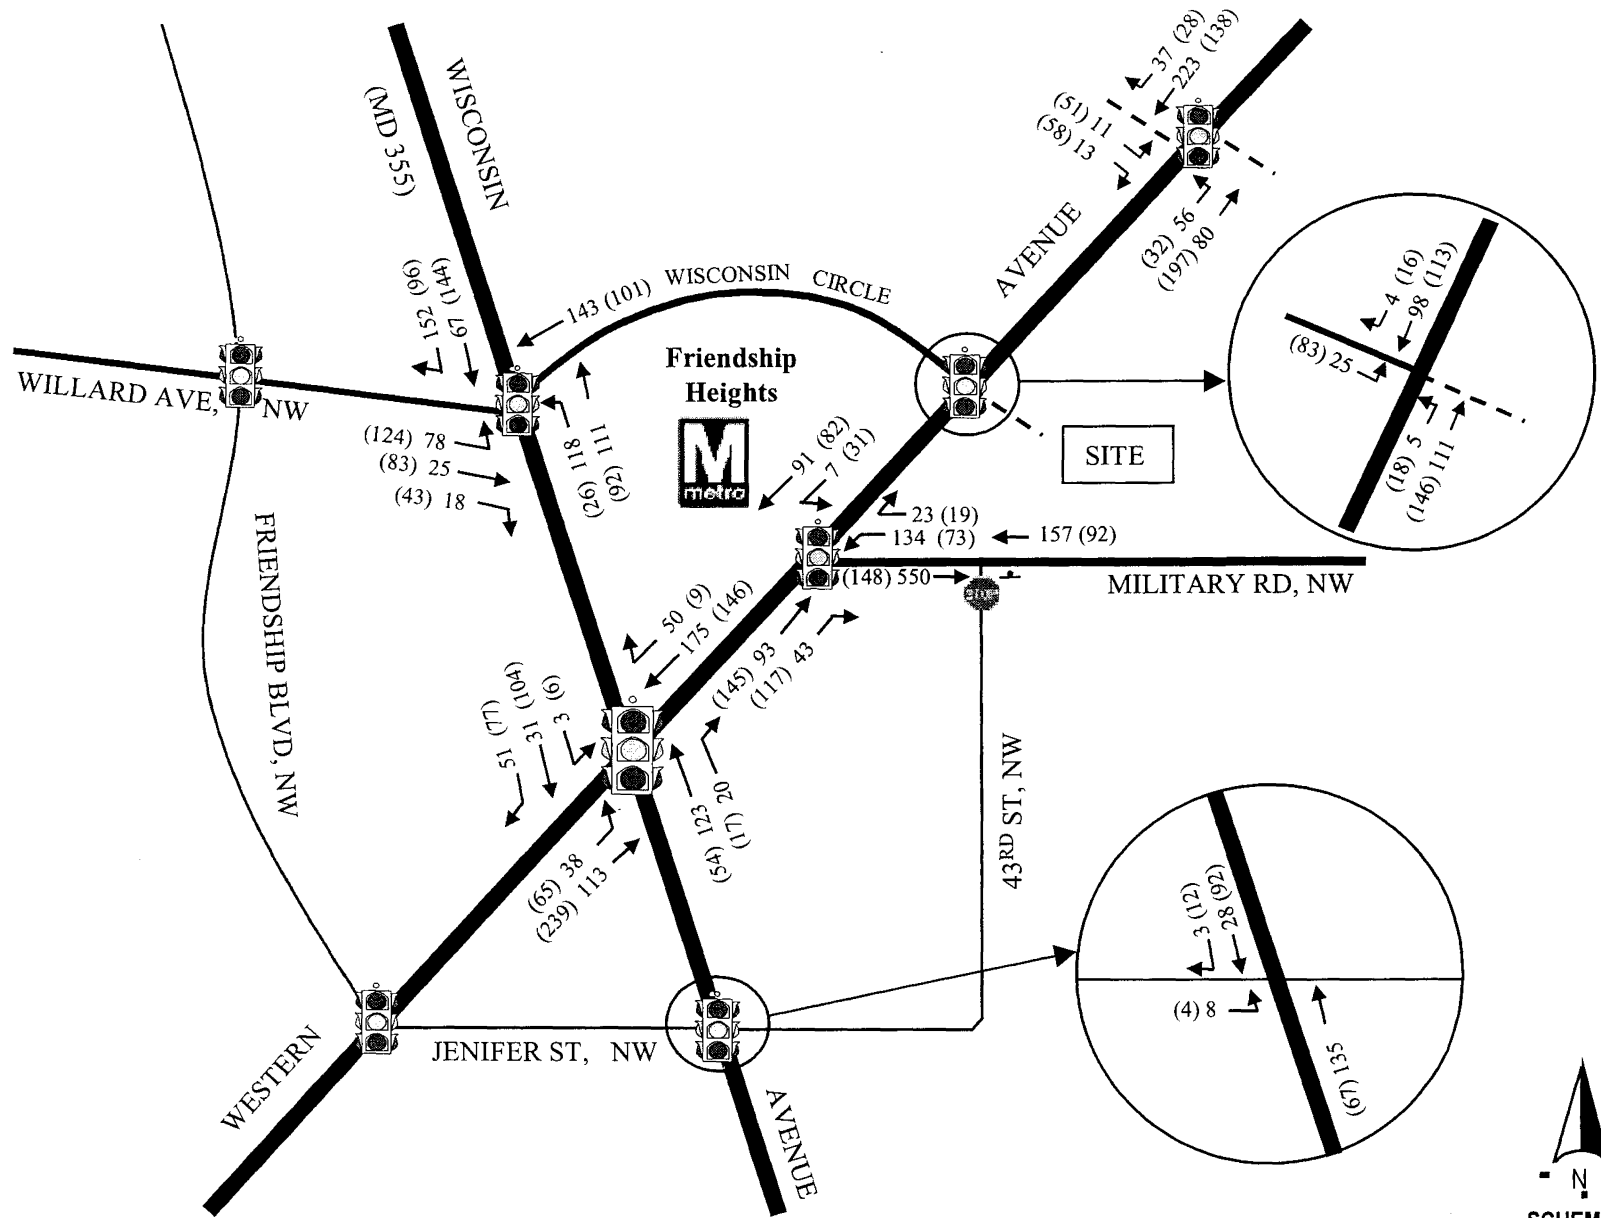 37 (28)
223 (138)
(51) 11
(58) 13
(32) 56
(197) 80
WISCONSIN
(MD 355)
AVENUE
4 (16)
98 (113)
(83) 25
(18) 5
(146) 111
152 (96)
67 (144)
143 (101)
WISCONSIN CIRCLE
Friendship
Heights
M
metro
WILLARD AVE, NW
(124) 78
(83) 25
(43) 18
(26) 118
(92) 111
SITE
91 (82)
7 (31)
23 (19)
134 (73)
157 (92)
(148) 550
MILITARY RD, NW
FRIENDSHIP BLVD, NW
50 (9)
175 (146)
(145) 93
(117) 43
51 (77)
31 (104)
3 (6)
(54) 123
(17) 20
(65) 38
(239) 113
43RD ST, NW
3 (12)
28 (92)
(4) 8
(67) 135
WESTERN
JENIFER ST, NW
AVENUE
N